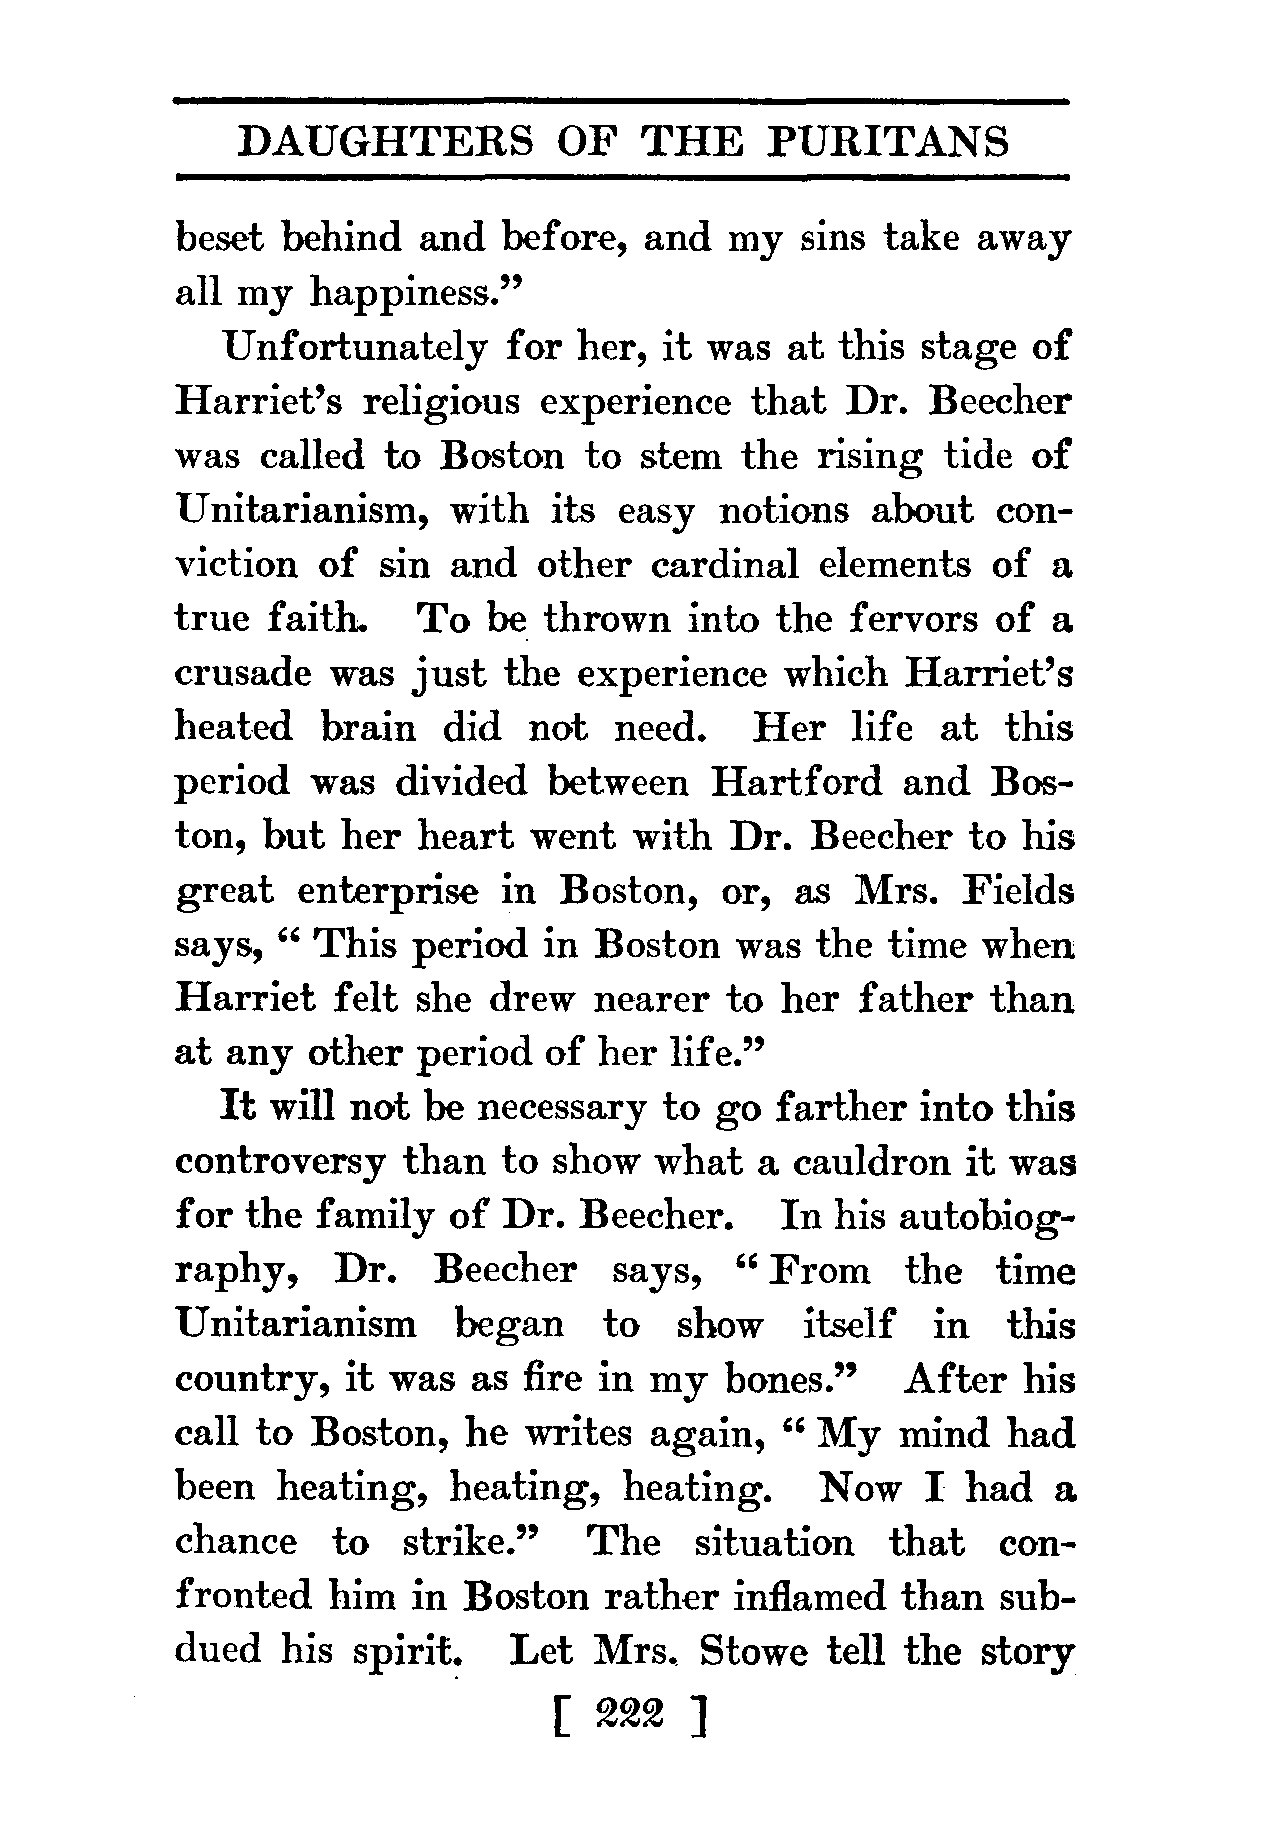 DAUGHTERS OF THE PURITANS
beset behind and before, and my sins take away
all my happiness.”
Unfortunately for her, it was at this stage of
Harriet’s religious experience that Dr. Beecher
was called to Boston to stem the rising tide of
Unitarianism, with its easy notions about con-
viction of sin and other cardinal elements of a
true faith. To be thrown into the fervors of a
crusade was just the experience which Harriet’s
heated brain did not need. Her life at this
period was divided between Hartford and Bos-
ton, but her heart went with Dr. Beecher to his
great enterprise in Boston, or, as Mrs. Fields
says, “ This period in Boston was the time when
Harriet felt she drew nearer to her father than
at any other period of her life.”
It will not be necessary to go farther into this
controversy than to show what a cauldron it was
for the family of Dr. Beecher. In his autobiog-
raphy, Dr. Beecher says, “ From the time
Unitarianism began to show itself in this
country, it was as fire in my bones.” After his
call to Boston, he writes again, “ My mind had
been heating, heating, heating. Now I had a
chance to strike.” The situation that con-
fronted him in Boston rather inflamed than sub-
dued his spirit. Let Mrs. Stowe tell the story
[ 222 ]